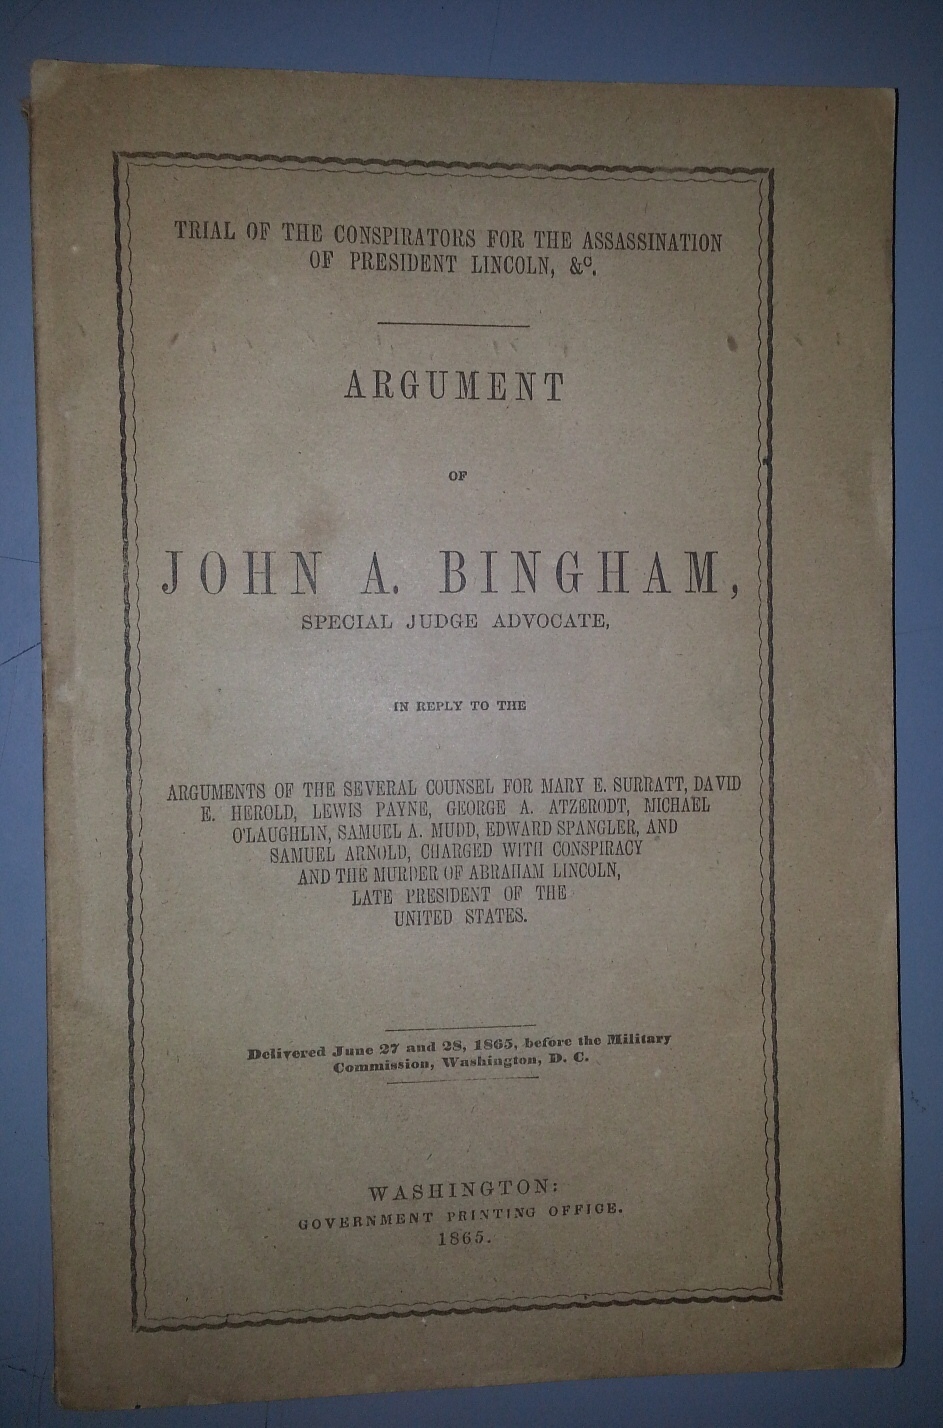 TRIAL OF THE CONSPIRATORS FOR THE ASSASSINATION
OF PRESIDENT LINCOLN, &C.
ARGUMENT
OF
JOHN A. BINGHAM,
SPECIAL JUDGE ADVOCATE,
IN REPLY TO THE
ARGUMENTS OF THE SEVERAL COUNSEL FOR MARY E. SURRATT, DAVID
E. HEROLD, LEWIS PAYNE, GEORGE A. ATZERODT, MICHAEL
O'LAUGHLIN, SAMUEL A. MUDD, EDWARD SPANGLER, AND
SAMUEL ARNOLD, CHARGED WITH CONSPIRACY
AND THE MURDER OF ABRAHAM LINCOLN,
LATE PRESIDENT OF THE
UNITED STATES.
Delivered June 27 and 28, 1865, before the Military
Commission, Washington, D. C.
WASHINGTON:
GOVERNMENT PRINTING OFFICE.
1865.